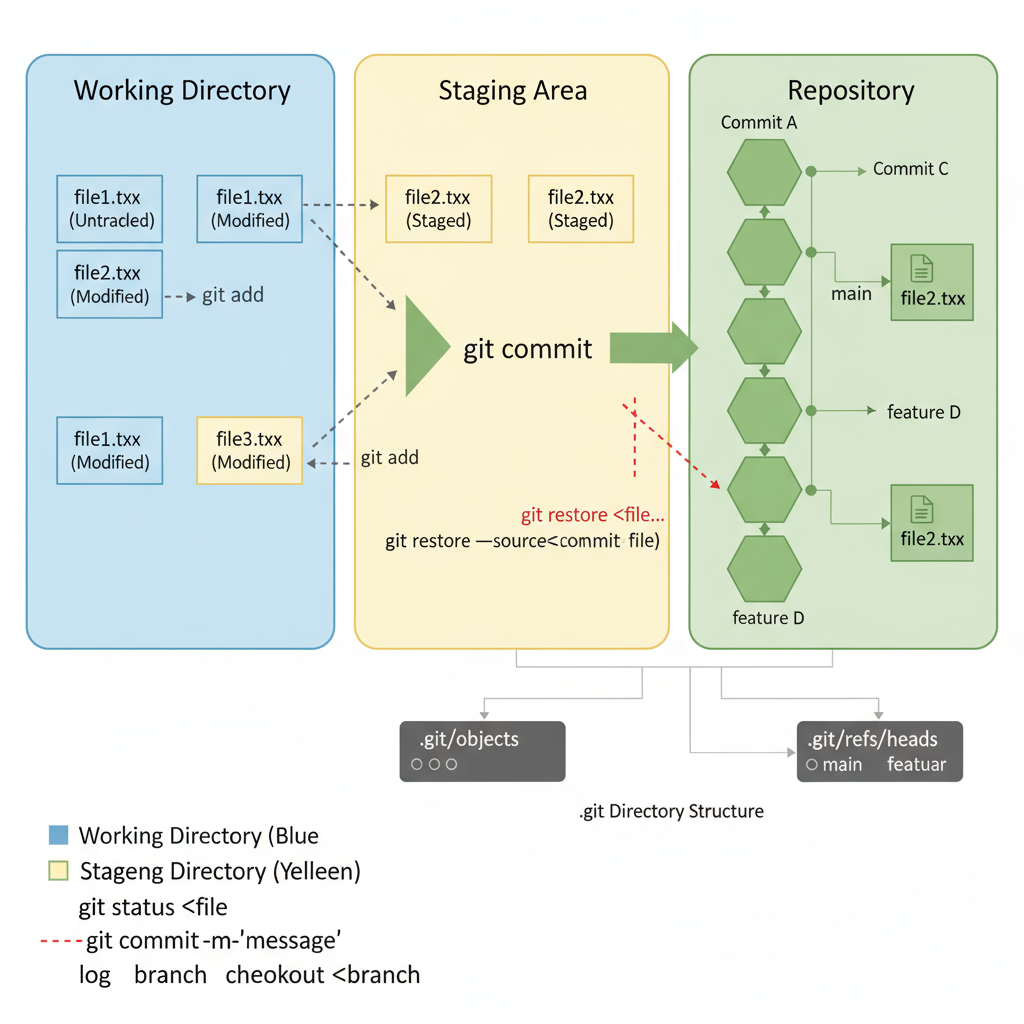 Working Directory
Staging Area
Repository
Commit A
file1.txx
(Untracled)
file1.txx
(Modified)
file2.txx
(Staged)
file2.txx
(Staged)
Commit C
file2.txx
(Modified)
git add
main
file2.txx
git commit
feature D
file1.txx
(Modified)
file3.txx
(Modified)
git add
git restore <file...
git restore —source<commit file)
file2.txx
feature D
.git/objects
.git/refs/heads
main featuar
.git Directory Structure
Working Directory (Blue
Stageng Directory (Yelleen)
git status <file
git commit-m-'message'
log branch cheokout <branch